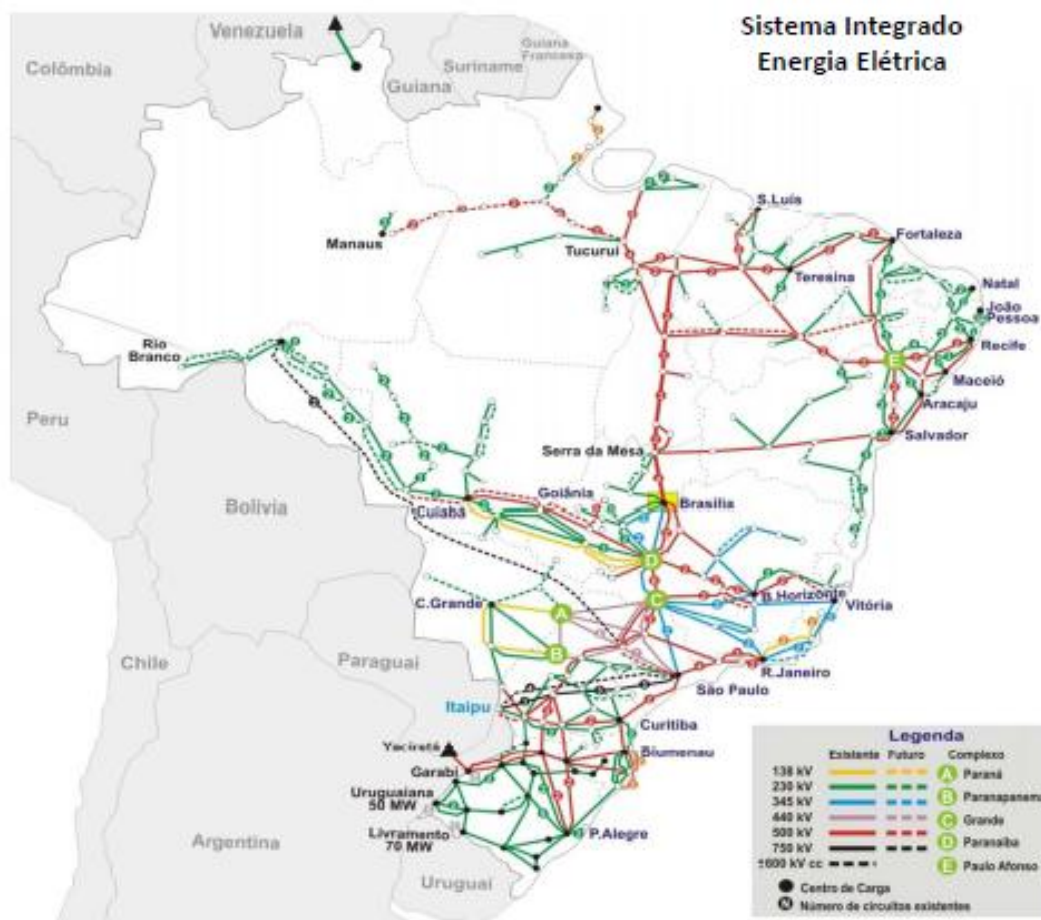 Sistema Integrado
Energia Elétrica
Venezuela
Guiana
Francesa
Suriname
Colômbia
Guiana
S.Luís
Manaus
Tucuruí
Fortaleza
Teresina
Natal
João
Pessoa
Rio
Branco
Recife
E
Maceió
Aracaju
Peru
Salvador
Serra da Mesa
Goiânia
Brasília
Bolivia
Cuiabá
D
C.Grande
A
C
B.Horizonte
Vitória
B
Chile
Paraguai
R.Janeiro
São Paulo
Itaipu
Curitiba
Yaciretá
Blumenau
Garabi
Uruguaiana
50 MW
Livramento
70 MW
P.Alegre
Argentina
Uruguai
Legenda
Existente Futuro Complexo
138 kV A Paraná
230 kV B Paranapanema
345 kV
440 kV C Grande
500 kV D Paranaíba
750 kV
±600 kV cc E Paulo Afonso
Centro de Carga
N Número de circuitos existentes